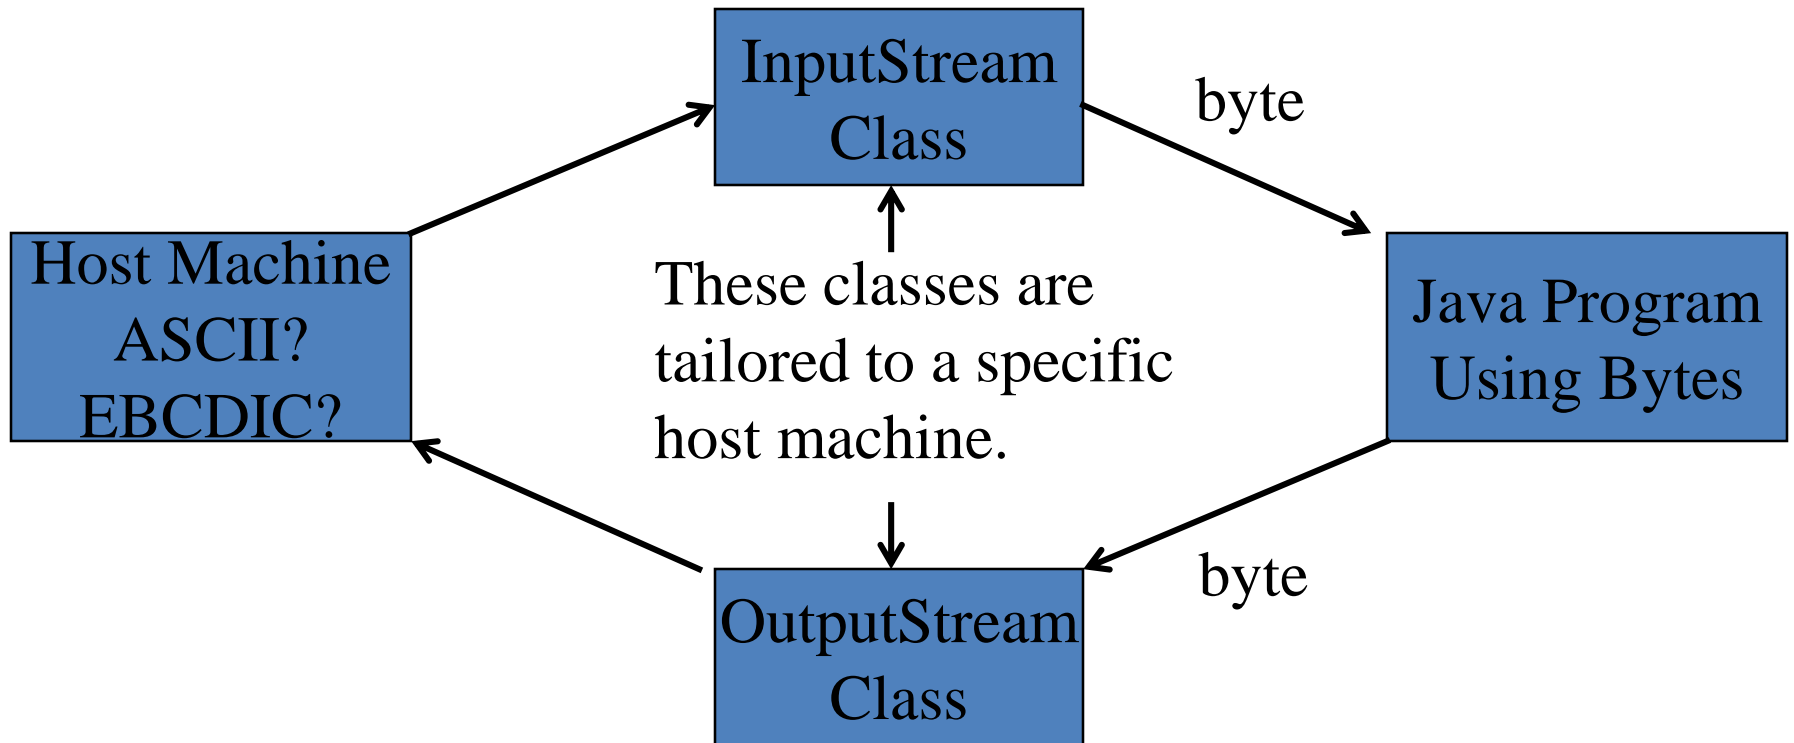 InputStream
Class
byte
Host Machine
ASCII?
EBCDIC?
These classes are
tailored to a specific
host machine.
Java Program
Using Bytes
byte
OutputStream
Class